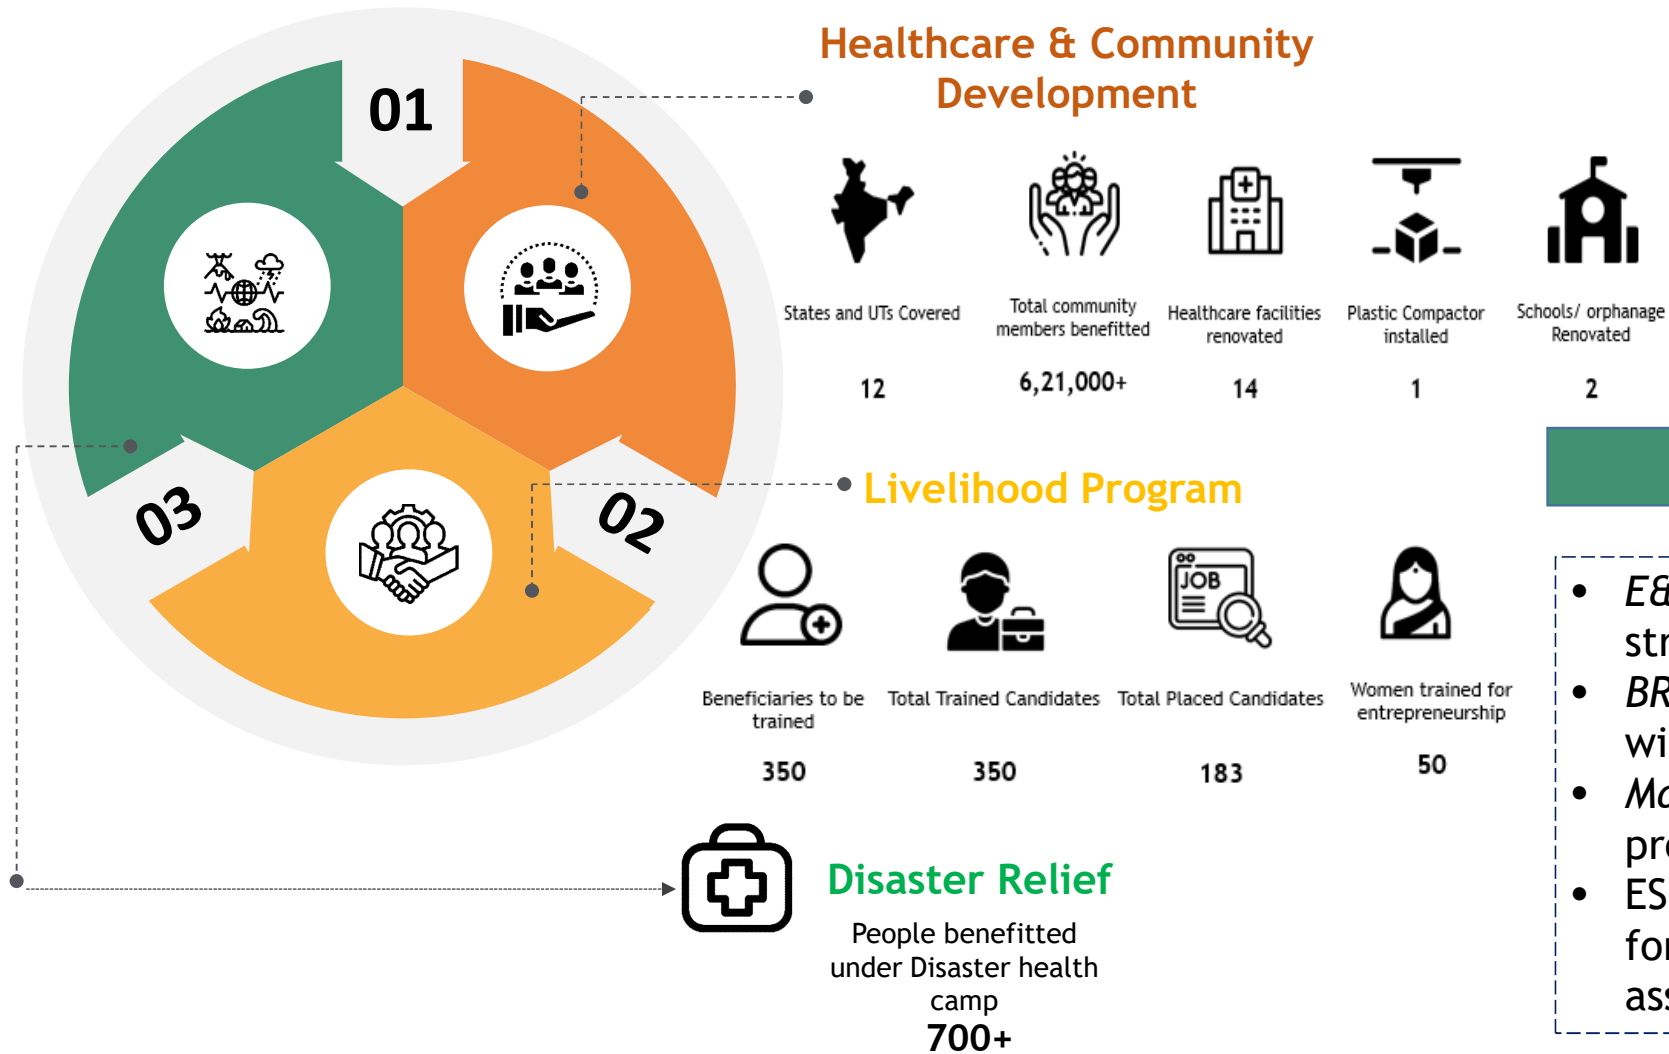 01
02
03
Healthcare & Community
Development
States and UTs Covered
12
Total community
members benefitted
6,21,000+
Healthcare facilities
renovated
14
Plastic Compactor
installed
1
Schools/ orphanage
Renovated
2
Livelihood Program
Beneficiaries to be
trained
350
Total Trained Candidates
350
JOB
Total Placed Candidates
183
Women trained for
entrepreneurship
50
Disaster Relief
People benefitted
under Disaster health
camp
700+
• E&
•
•
• ES
for